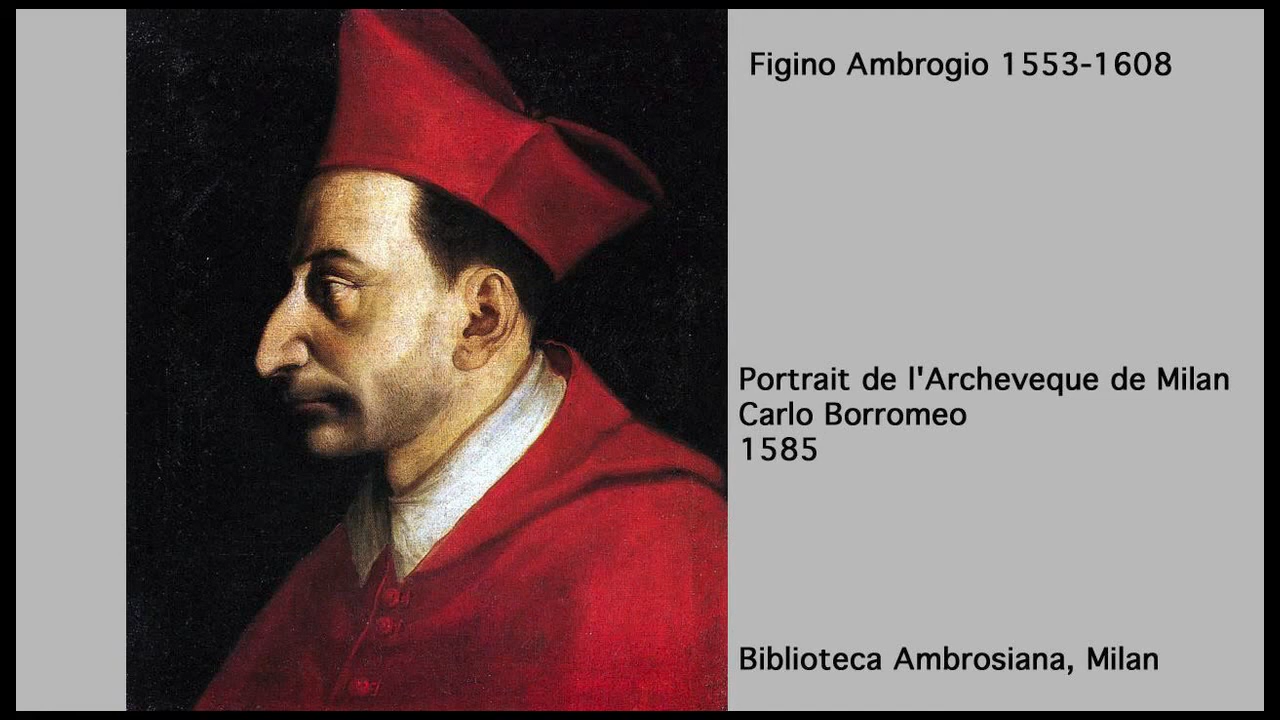 Figino Ambrogio 1553-1608
Portrait de l'Archeveque de Milan
Carlo Borromeo
1585
Biblioteca Ambrosiana, Milan